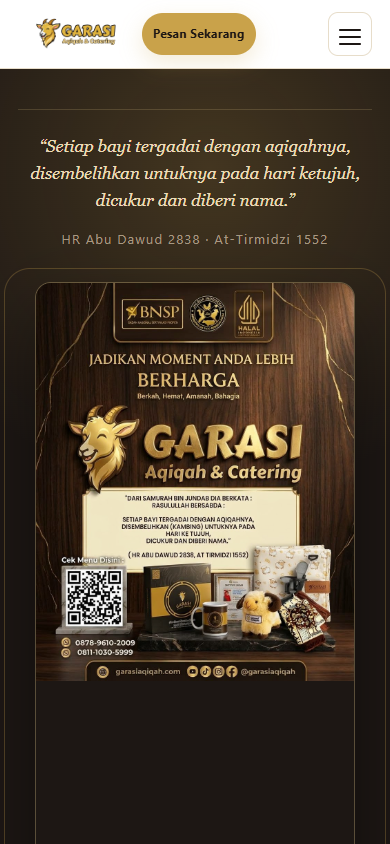 GARASI
Aqiqah & Catering
Pesan Sekarang
“Setiap bayi tergadai dengan aqiqahnya,
disembelihkan untuknya pada hari ketujuh,
dicukur dan diberi nama.”
HR Abu Dawud 2838 · At-Tirmidzi 1552
BNSP
HALAL
INDONESIA
JADIKAN MOMENT ANDA LEBIH
BERHARGA
Berkah, Hemat, Amanah, Bahagia
GARASI
Aqiqah & Catering
"DARI SAMURAH BIN JUNDAB DIA BERKATA :
RASULULLAH BERSABDA :
SETIAP BAYI TERGADAI DENGAN AQIQAHNYA,
DISEMBELIHKAN (KAMBING) UNTUKNYA PADA
HARI KE TUJUH,
DICUKUR DAN DIBERI NAMA."
( HR ABU DAWUD 2838, AT TIRMIDZI 1552)
Cek Menu Disini
GARASI
0878-9610-2009
0811-1030-5999
garasiaqiqah.com
@garasiaqiqah